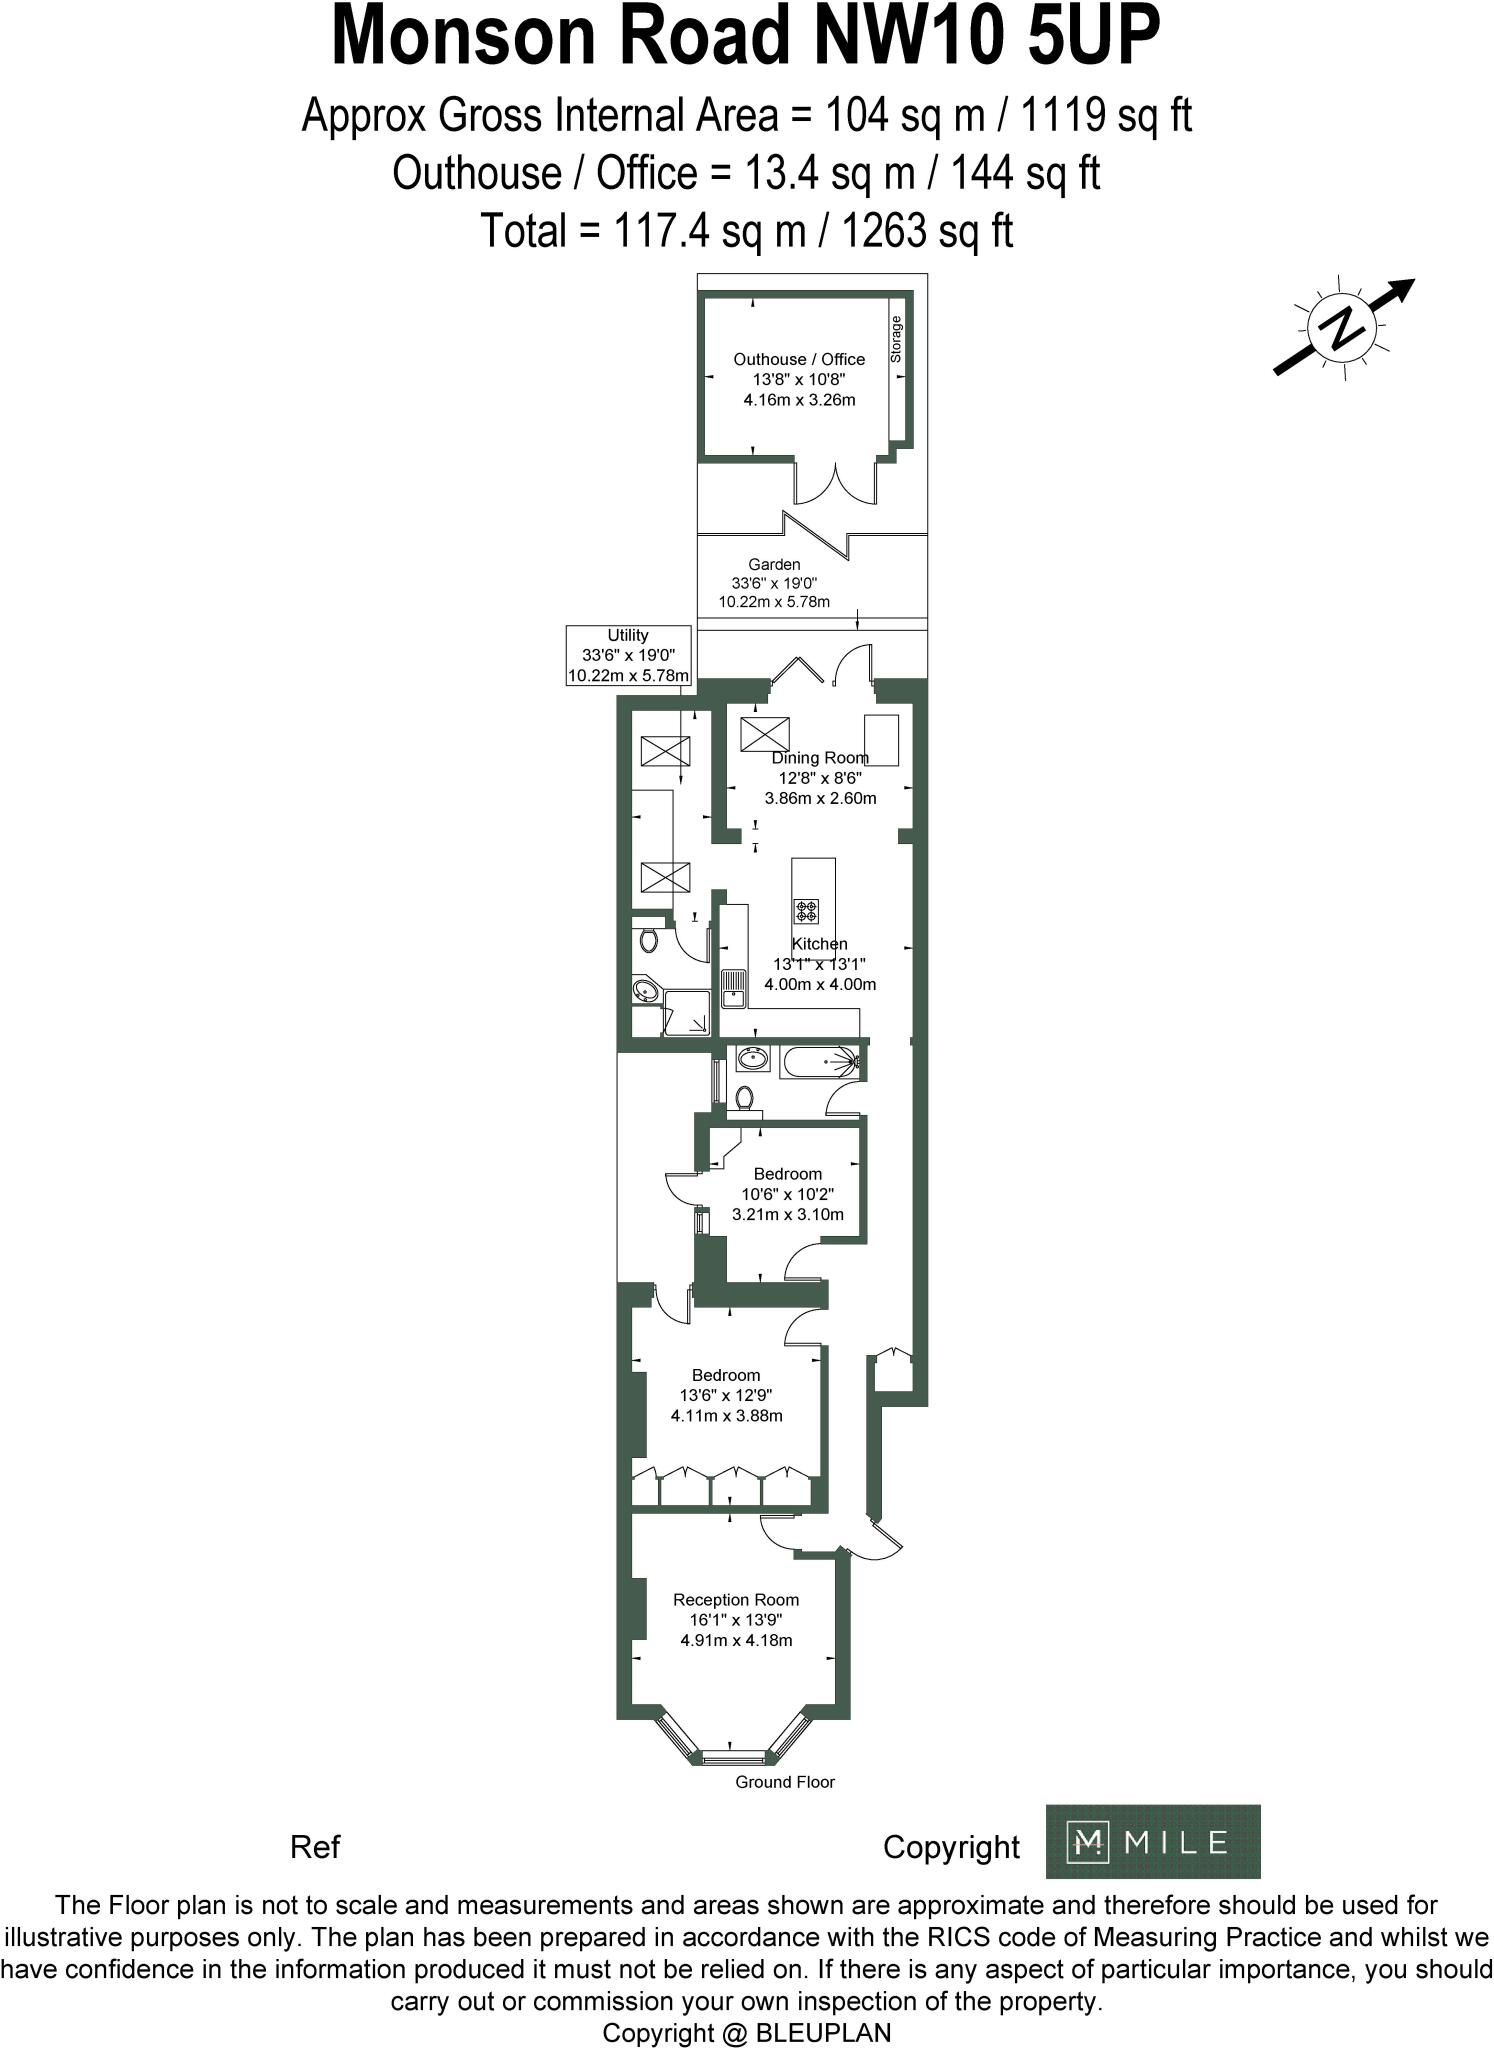 Monson Road NW10 5UP
Approx Gross Internal Area = 104 sq m / 1119 sq ft
Outhouse / Office = 13.4 sq m / 144 sq ft
Total = 117.4 sq m / 1263 sq ft
N
Storage
Outhouse / Office
13'8" x 10'8"
4.16m x 3.26m
Garden
33'6" x 19'0"
10.22m x 5.78m
Utility
33'6" x 19'0"
10.22m x 5.78m
Dining Room
12'8" x 8'6"
3.86m x 2.60m
Kitchen
13'1" x 13'1"
4.00m x 4.00m
Bedroom
10'6" x 10'2"
3.21m x 3.10m
Bedroom
13'6" x 12'9"
4.11m x 3.88m
Reception Room
16'1" x 13'9"
4.91m x 4.18m
Ground Floor
Ref
Copyright
M. MILE
The Floor plan is not to scale and measurements and areas shown are approximate and therefore should be used for
illustrative purposes only. The plan has been prepared in accordance with the RICS code of Measuring Practice and whilst we
have confidence in the information produced it must not be relied on. If there is any aspect of particular importance, you should
carry out or commission your own inspection of the property.
Copyright @ BLEUPLAN